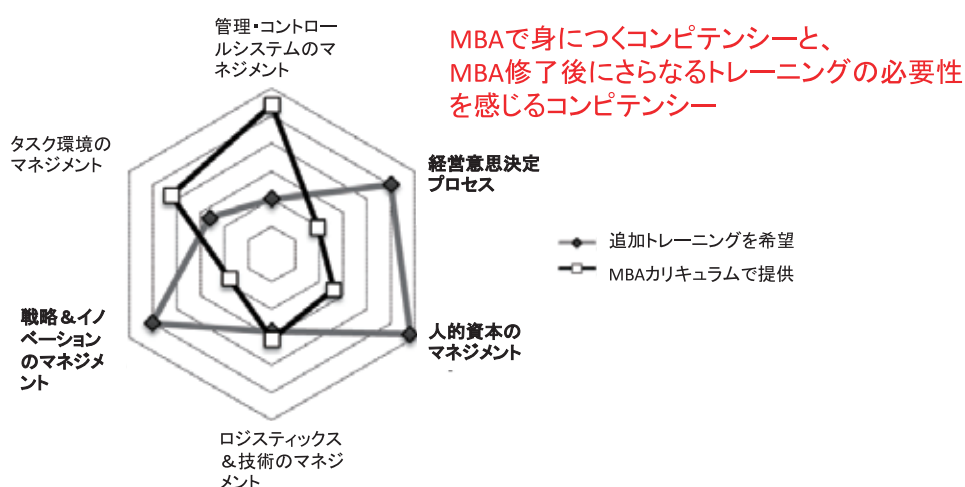 管理・コントロー
ルシステムのマ
ネジメント
MBAで身につくコンピテンシーと、
MBA修了後にさらなるトレーニングの必要性
を感じるコンピテンシー
タスク環境の
マネジメント
経営意思決定
プロセス
追加トレーニングを希望
MBAカリキュラムで提供
戦略＆イノ
ベーション
のマネジメ
ント
人的資本の
マネジメント
ロジスティックス
＆技術のマネジ
メント